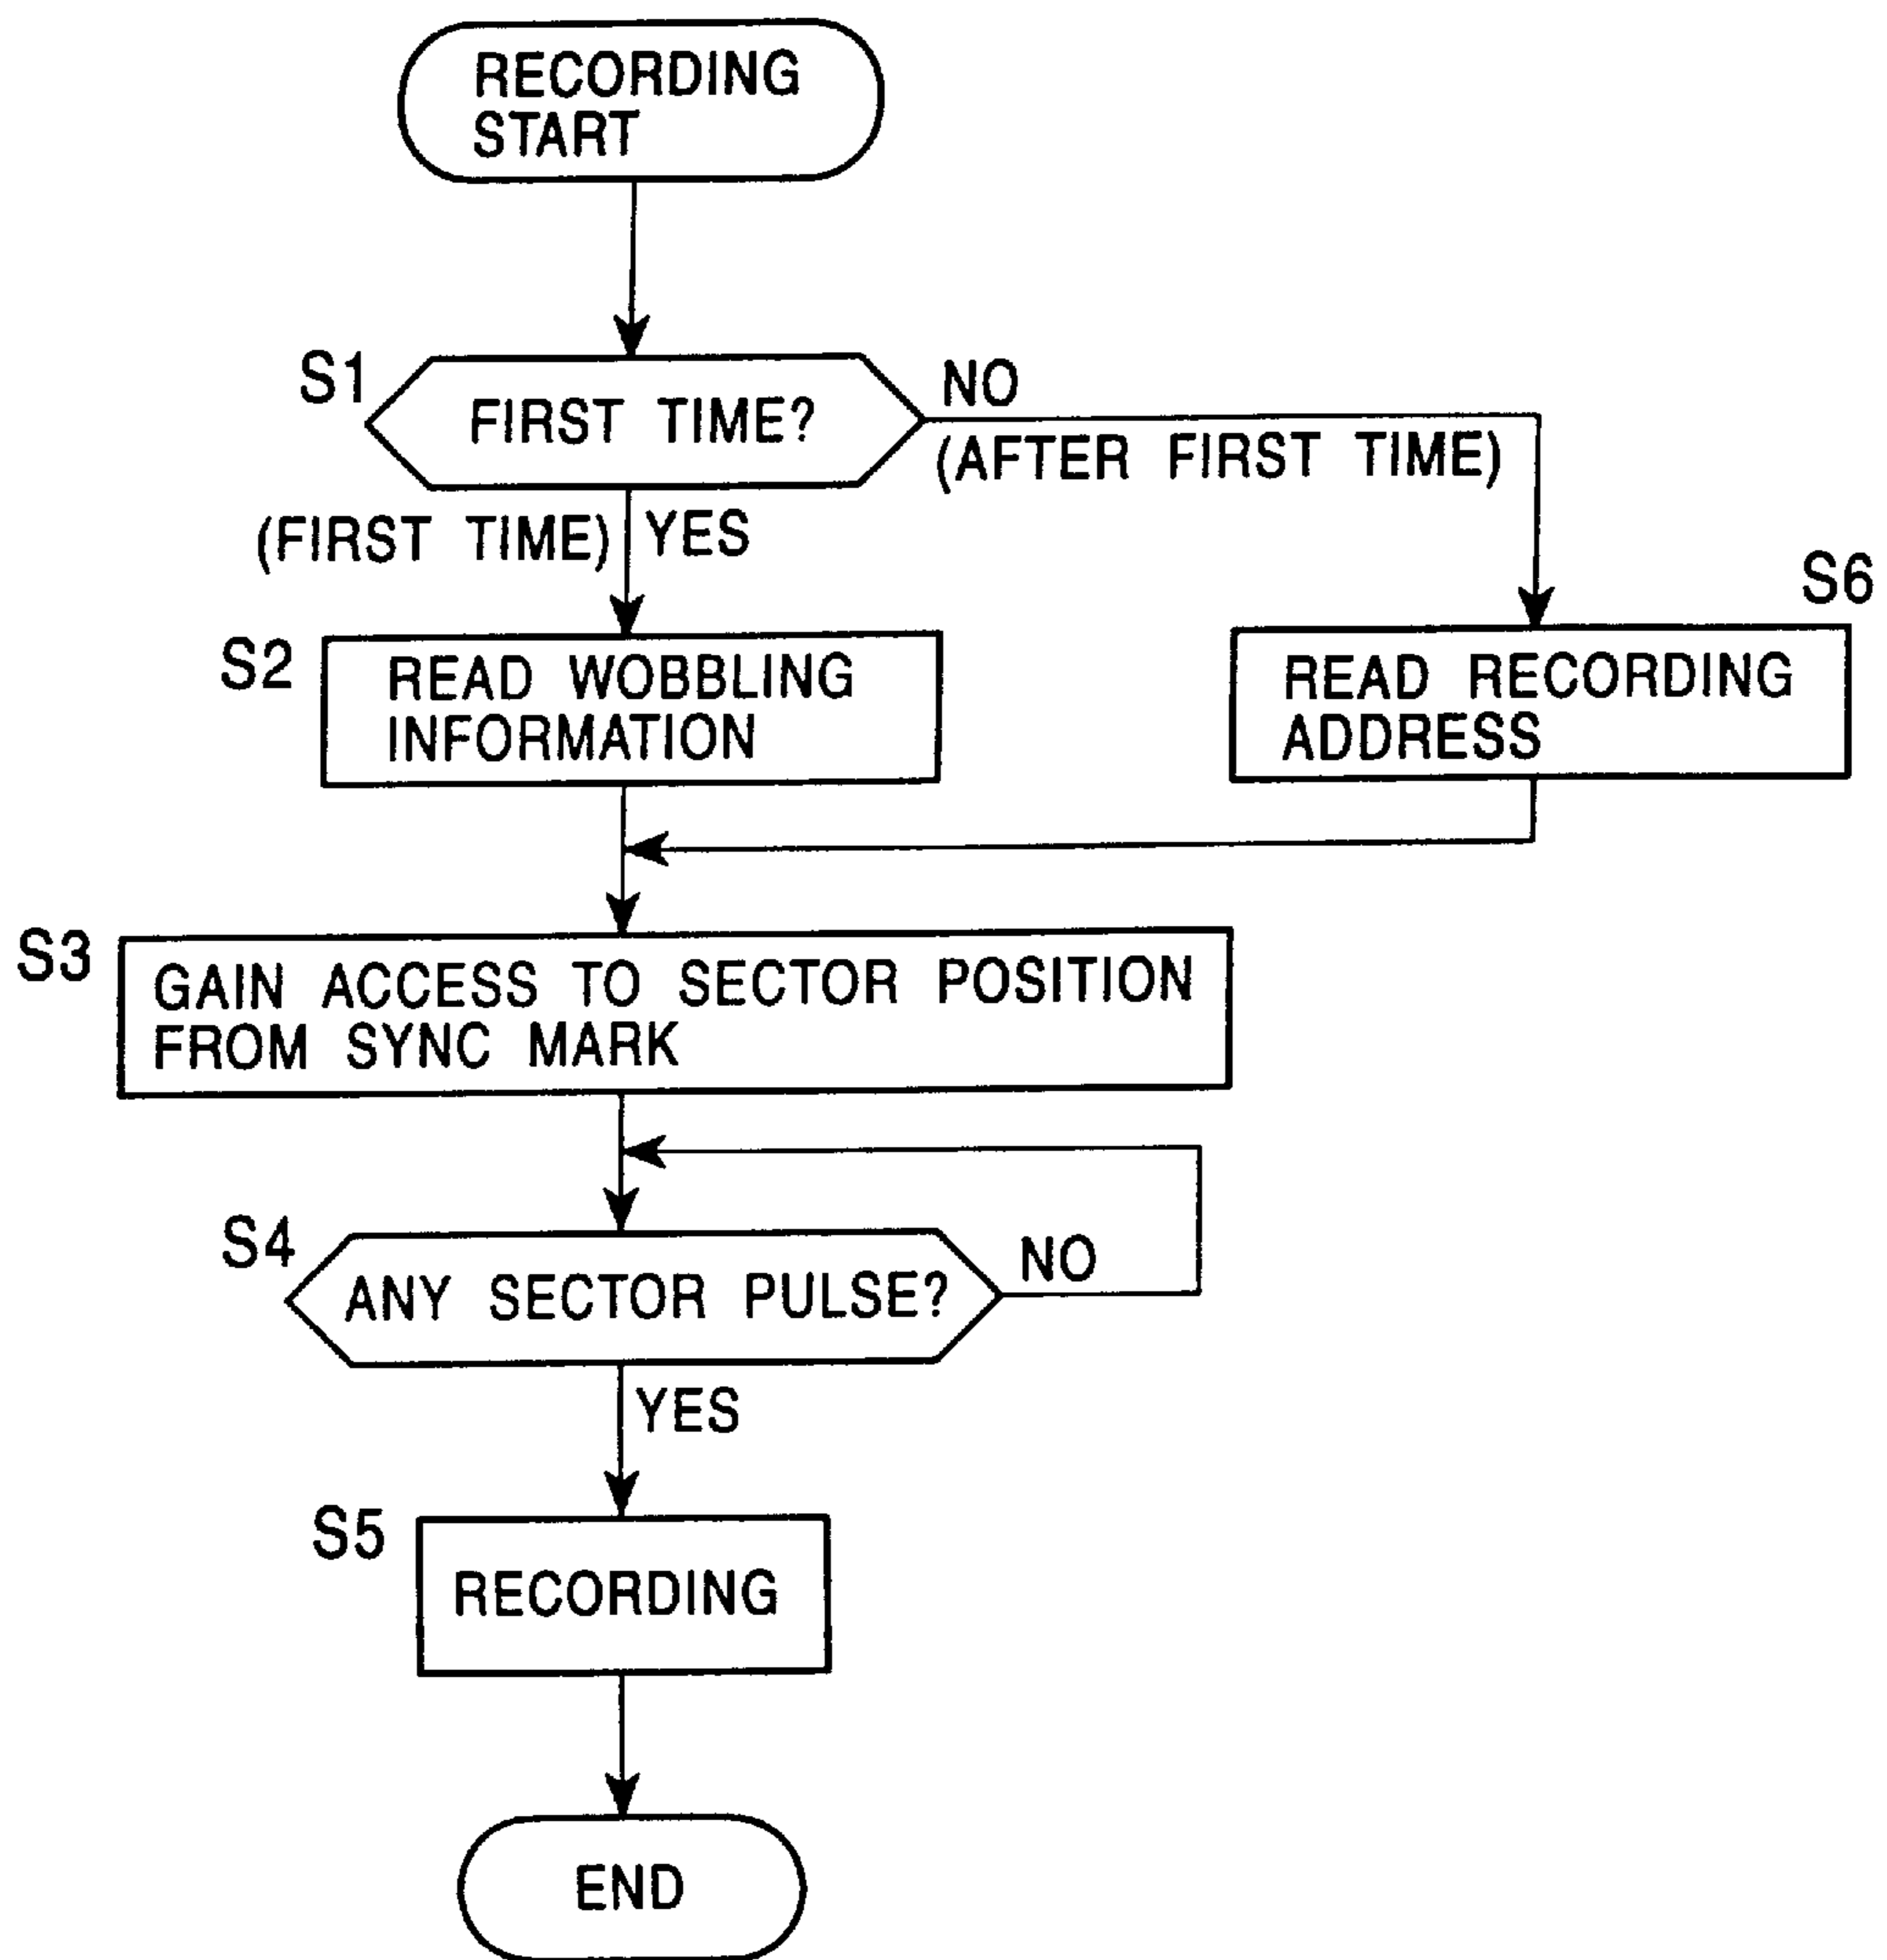 RECORDING
START
S1
FIRST TIME?
NO
(AFTER FIRST TIME)
(FIRST TIME) YES
S2
READ WOBBLING
INFORMATION
S6
READ RECORDING
ADDRESS
S3
GAIN ACCESS TO SECTOR POSITION
FROM SYNC MARK
S4
ANY SECTOR PULSE?
NO
YES
S5
RECORDING
END